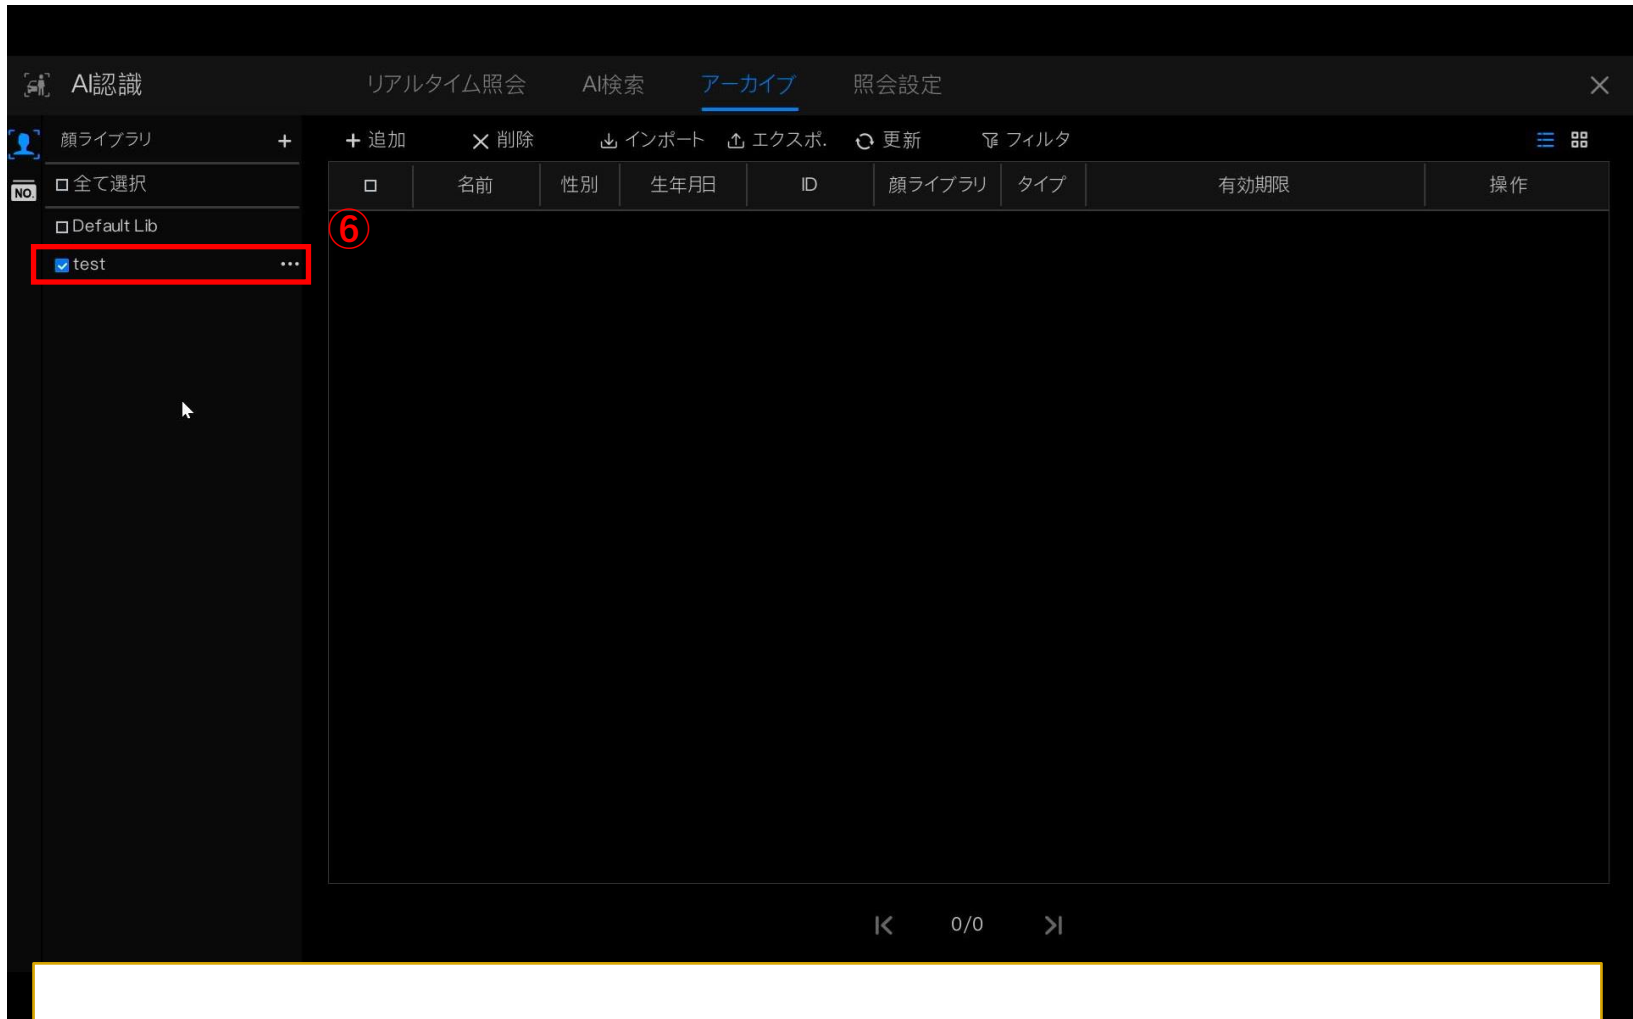 AI認識 リアルタイム照会 AI検索 アーカイブ 照会設定
顔ライブラリ + 追加 削除 インポート エクスポ. 更新 フィルタ
NO. 全て選択 名前 性別 生年月日 ID 顔ライブラリ タイプ 有効期限 操作
Default Lib ⑥
test ...
0/0